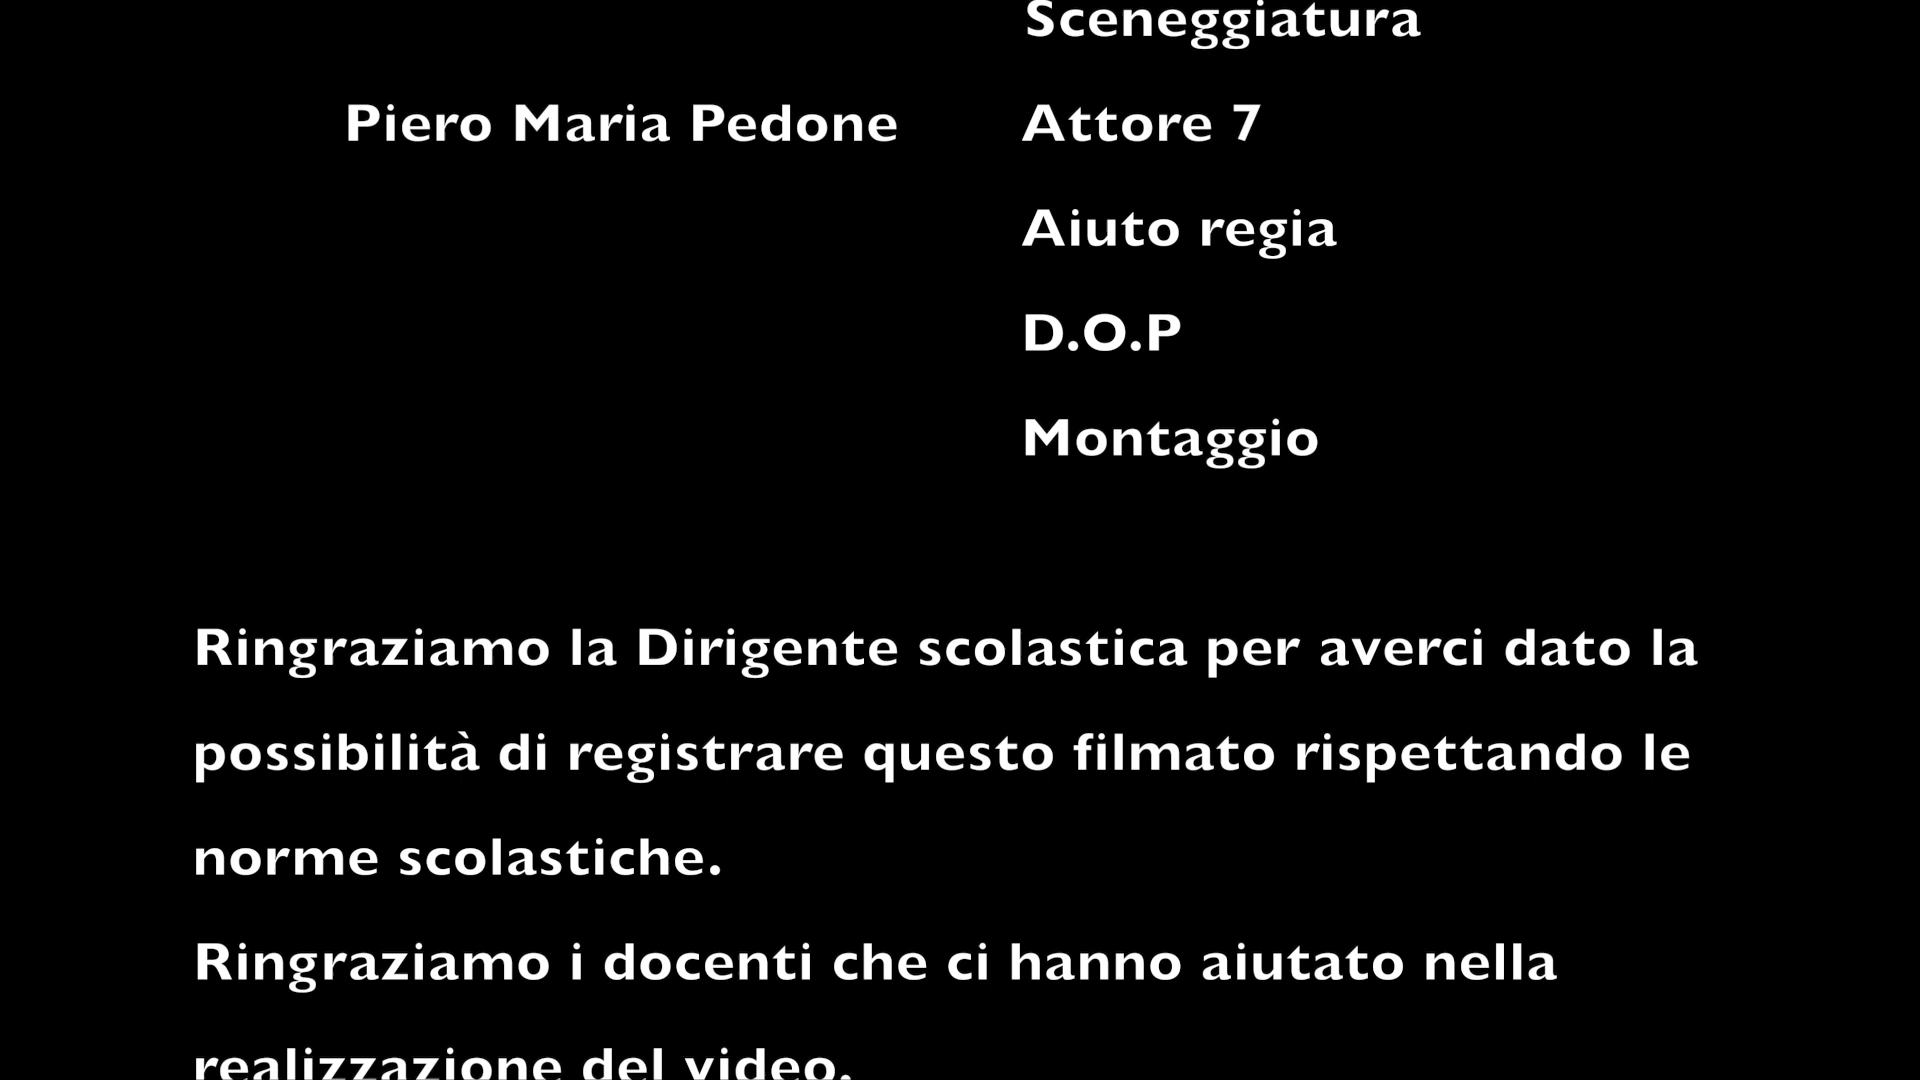 Sceneggiatura
Piero Maria Pedone Attore 7
Aiuto regia
D.O.P
Montaggio
Ringraziamo la Dirigente scolastica per averci dato la
possibilità di registrare questo filmato rispettando le
norme scolastiche.
Ringraziamo i docenti che ci hanno aiutato nella
realizzazione del video.